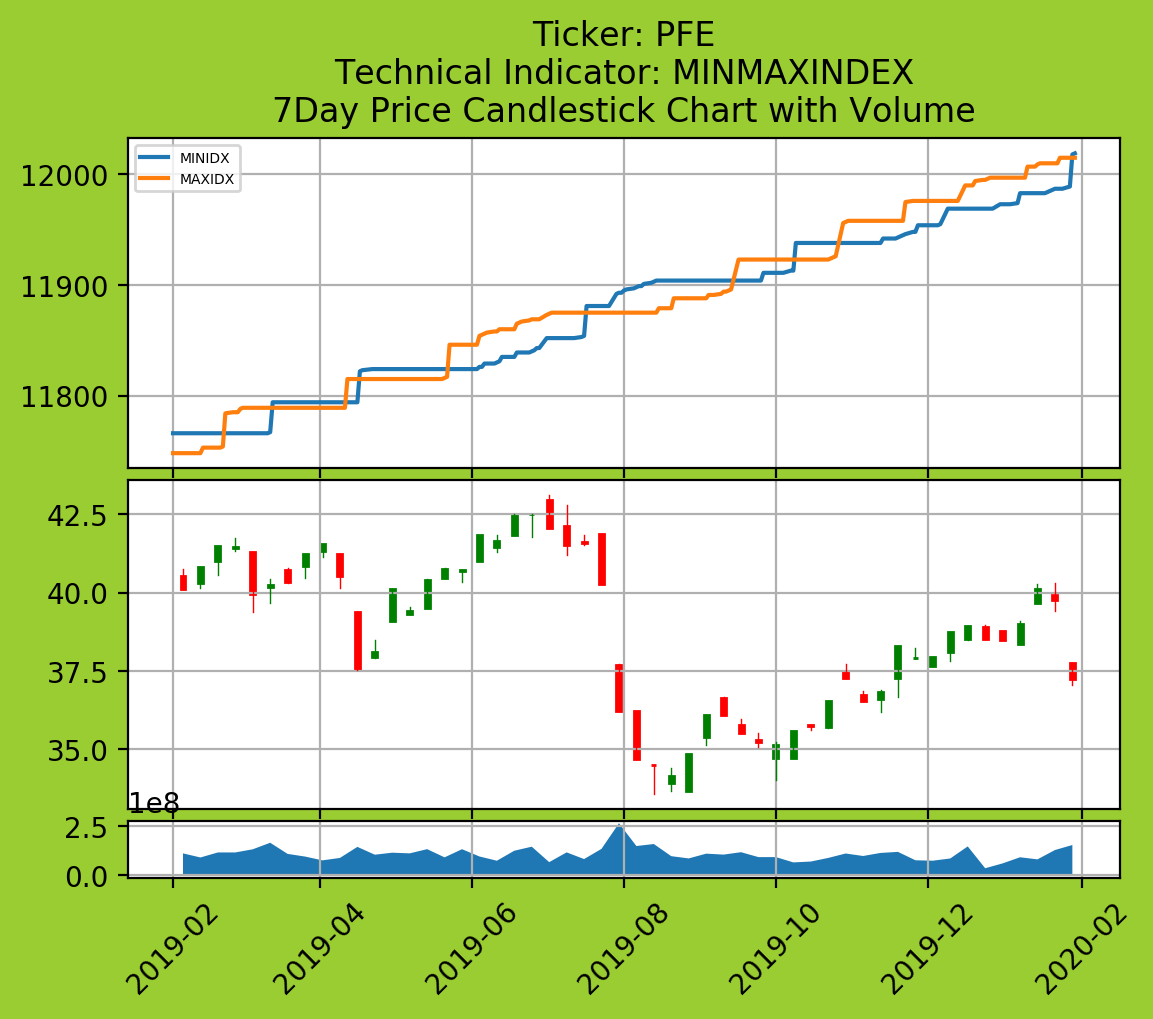 Ticker: PFE
Technical Indicator: MINMAXINDEX
7Day Price Candlestick Chart with Volume
MINIDX
MAXIDX
12000
11900
11800
42.5
40.0
37.5
35.0
1e8
2.5
0.0
2019-02
2019-04
2019-06
2019-08
2019-10
2019-12
2020-02